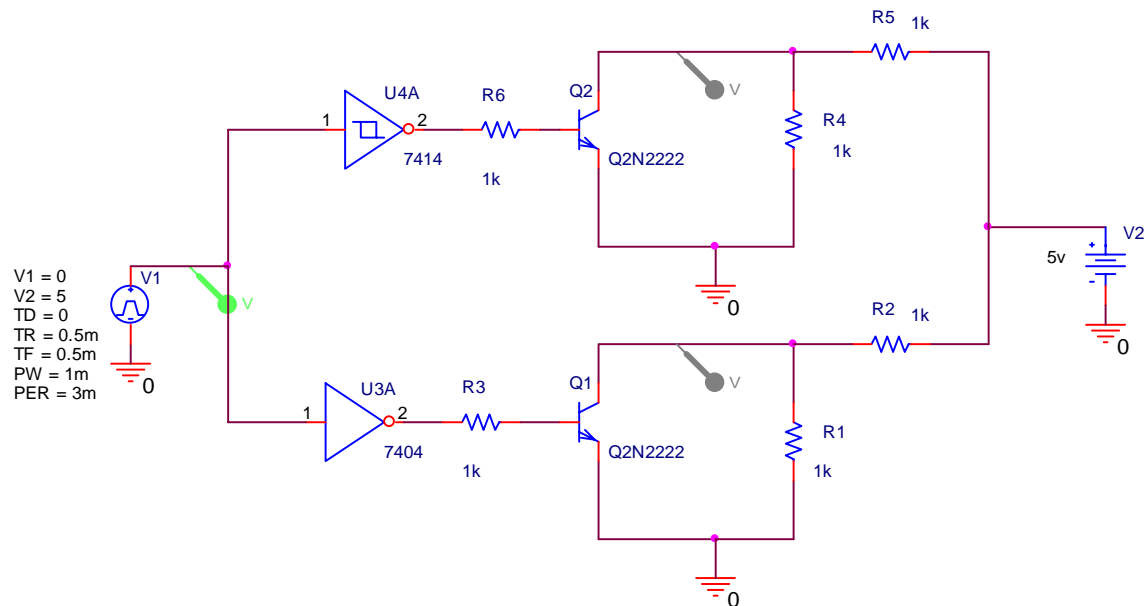 R5
1k
U4A
R6
Q2
V
1
2
7414
1k
Q2N2222
R4
1k
0
V1 = 0
V2 = 5
TD = 0
TR = 0.5m
TF = 0.5m
PW = 1m
PER = 3m
V1
+
-
0
V
V2
+
-
5v
0
R2
1k
U3A
R3
Q1
V
1
2
7404
1k
Q2N2222
R1
1k
0